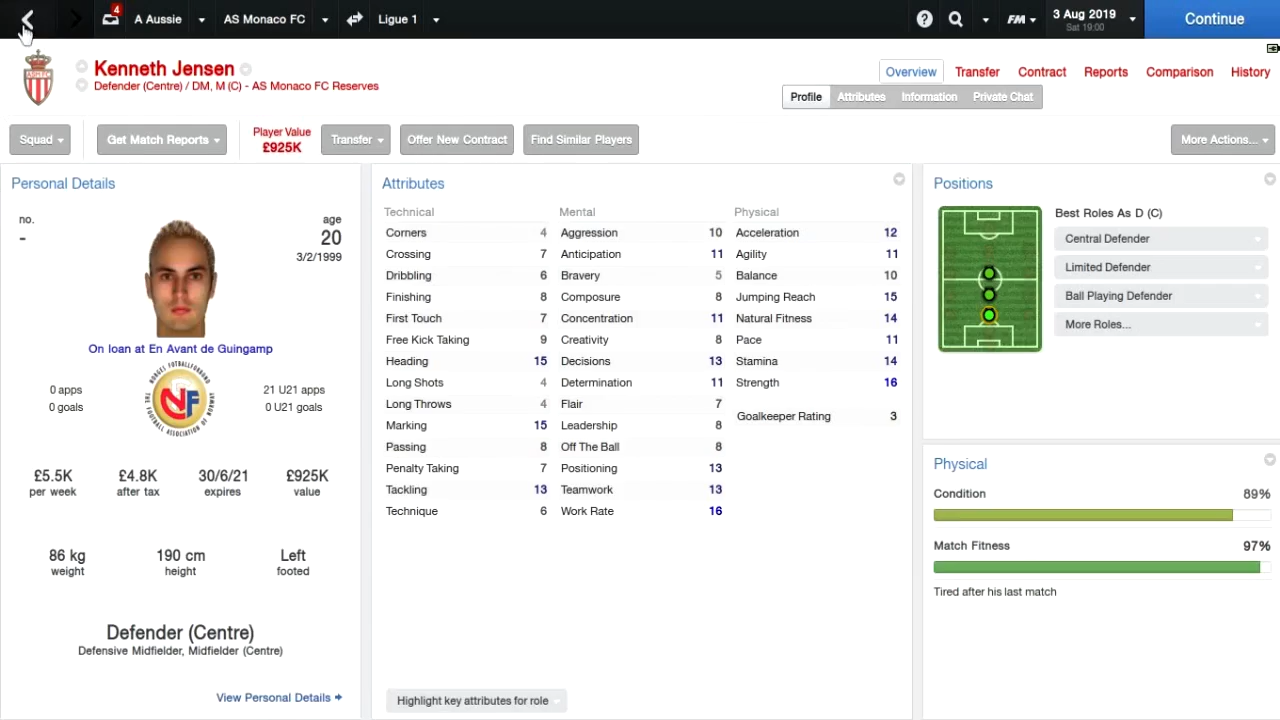 4
A Aussie
AS Monaco FC
Ligue 1
FM
3 Aug 2019
Sat 19:00
Continue
Kenneth Jensen
Defender (Centre) / DM, M (C) - AS Monaco FC Reserves
Overview Transfer Contract Reports Comparison History
Profile Attributes Information Private Chat
Squad
Get Match Reports
Player Value
£925K
Transfer
Offer New Contract
Find Similar Players
More Actions...
Personal Details
no.
-
age
20
3/2/1999
On loan at En Avant de Guingamp
0 apps
0 goals
21 U21 apps
0 U21 goals
£5.5K per week
£4.8K after tax
30/6/21 expires
£925K value
86 kg weight
190 cm height
Left footed
Defender (Centre)
Defensive Midfielder, Midfielder (Centre)
View Personal Details
Attributes
Technical
Corners 4
Crossing 7
Dribbling 6
Finishing 8
First Touch 7
Free Kick Taking 9
Heading 15
Long Shots 4
Long Throws 4
Marking 15
Passing 8
Penalty Taking 7
Tackling 13
Technique 6
Mental
Aggression 10
Anticipation 11
Bravery 5
Composure 8
Concentration 11
Creativity 8
Decisions 13
Determination 11
Flair 7
Leadership 8
Off The Ball 8
Positioning 13
Teamwork 13
Work Rate 16
Physical
Acceleration 12
Agility 11
Balance 10
Jumping Reach 15
Natural Fitness 14
Pace 11
Stamina 14
Strength 16
Goalkeeper Rating 3
Highlight key attributes for role
Positions
Best Roles As D (C)
Central Defender
Limited Defender
Ball Playing Defender
More Roles...
Physical
Condition 89%
Match Fitness 97%
Tired after his last match